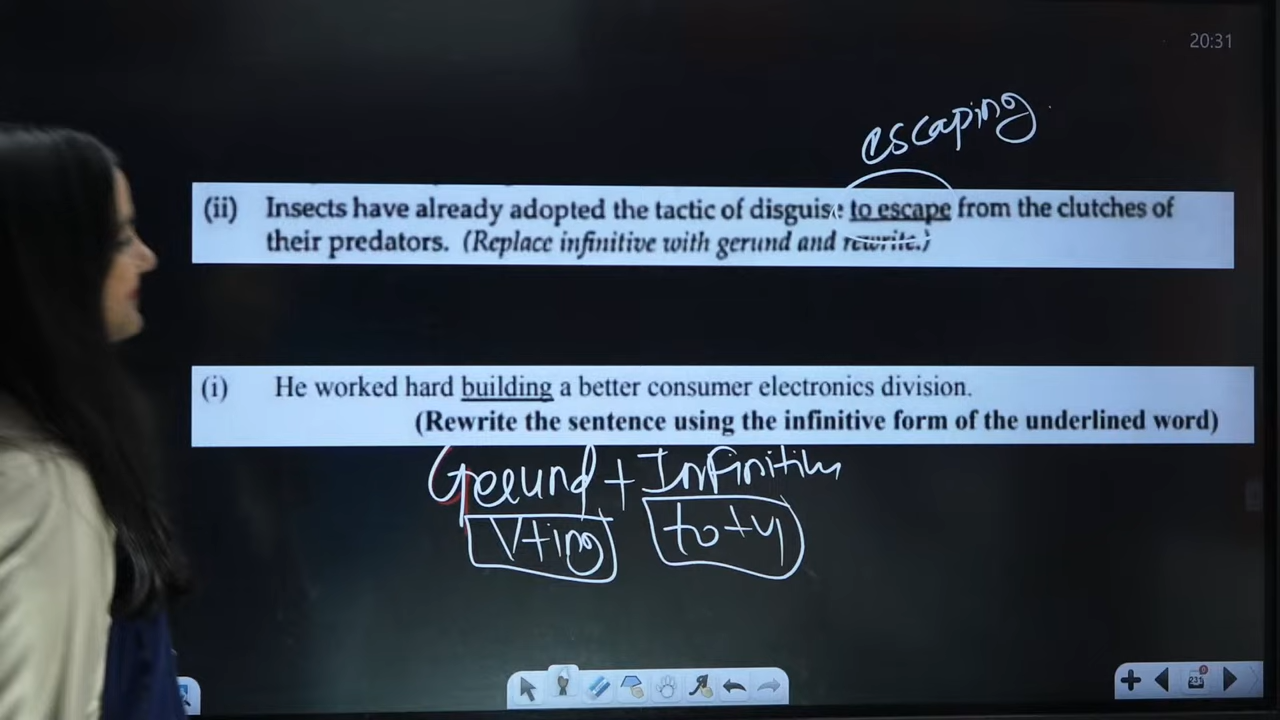 20:31
escaping
(ii) Insects have already adopted the tactic of disguise to escape from the clutches of
their predators. (Replace infinitive with gerund and rewrite.)
(i) He worked hard building a better consumer electronics division.
(Rewrite the sentence using the infinitive form of the underlined word)
Gerund + Infinitive
V+ing to+v1
231